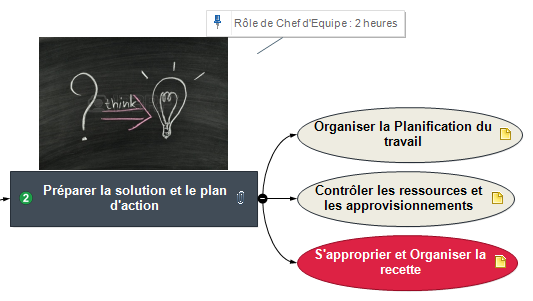 Rôle de Chef d'Equipe : 2 heures
think
Organiser la Planification du
travail
2
Préparer la solution et le plan
d'action
Contrôler les ressources et
les approvisionnements
S'approprier et Organiser la
recette